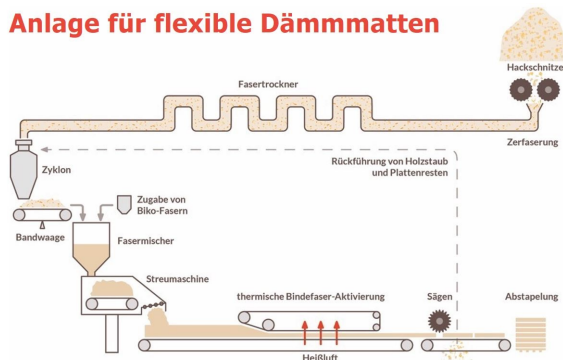 Anlage für flexible Dämmmatten
Hackschnitzel
Fasertrockner
Zerfaserung
Zyklon
Rückführung von Holzstaub
und Plattenresten
Zugabe von
Biko-Fasern
Bandwaage
Fasermischer
Streumaschine
thermische Bindefaser-Aktivierung
Sägen
Abstapelung
Heißluft